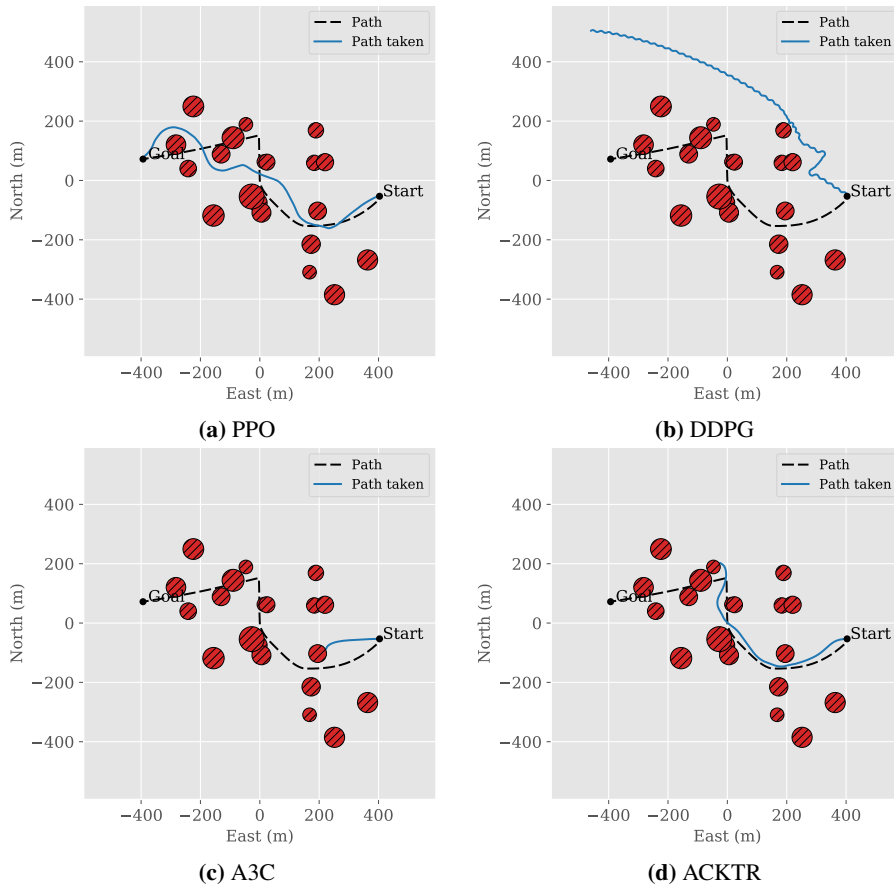 Path
Path taken
400
200
0
−200
−400
North (m)
Goal
Start
−400 −200 0 200 400
East (m)
(a) PPO
Path
Path taken
400
200
0
−200
−400
North (m)
Goal
Start
−400 −200 0 200 400
East (m)
(b) DDPG
Path
Path taken
400
200
0
−200
−400
North (m)
Goal
Start
−400 −200 0 200 400
East (m)
(c) A3C
Path
Path taken
400
200
0
−200
−400
North (m)
Goal
Start
−400 −200 0 200 400
East (m)
(d) ACKTR